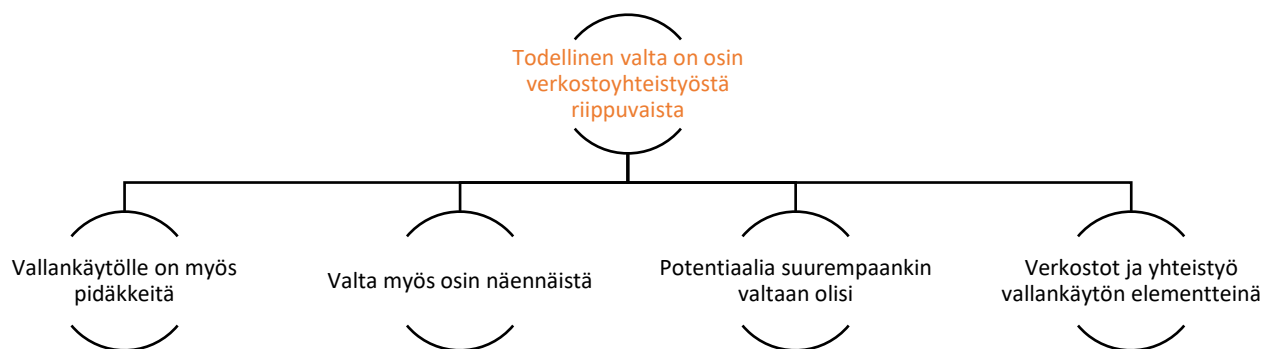 Todellinen valta on osin
verkostoyhteistyöstä
riippuvaista
Vallankäytölle on myös
pidäkkeitä
Valta myös osin näennäistä
Potentiaalia suurempaankin
valtaan olisi
Verkostot ja yhteistyö
vallankäytön elementteinä